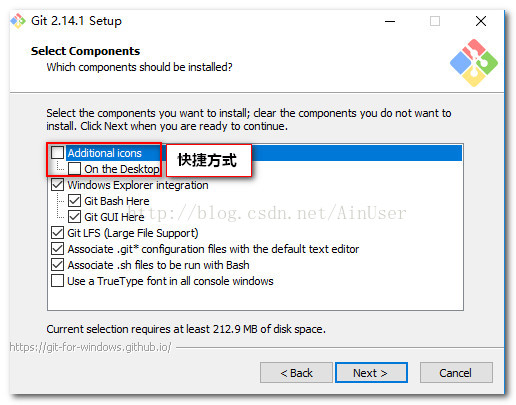 Git 2.14.1 Setup
Select Components
Which components should be installed?
Select the components you want to install; clear the components you do not want to
install. Click Next when you are ready to continue.
Additional icons
快捷方式
On the Desktop
Windows Explorer integration
Git Bash Here
http://blog.csdn.net/AinUser
Git GUI Here
Git LFS (Large File Support)
Associate .git* configuration files with the default text editor
Associate .sh files to be run with Bash
Use a TrueType font in all console windows
Current selection requires at least 212.9 MB of disk space.
https://git-for-windows.github.io/
< Back
Next >
Cancel